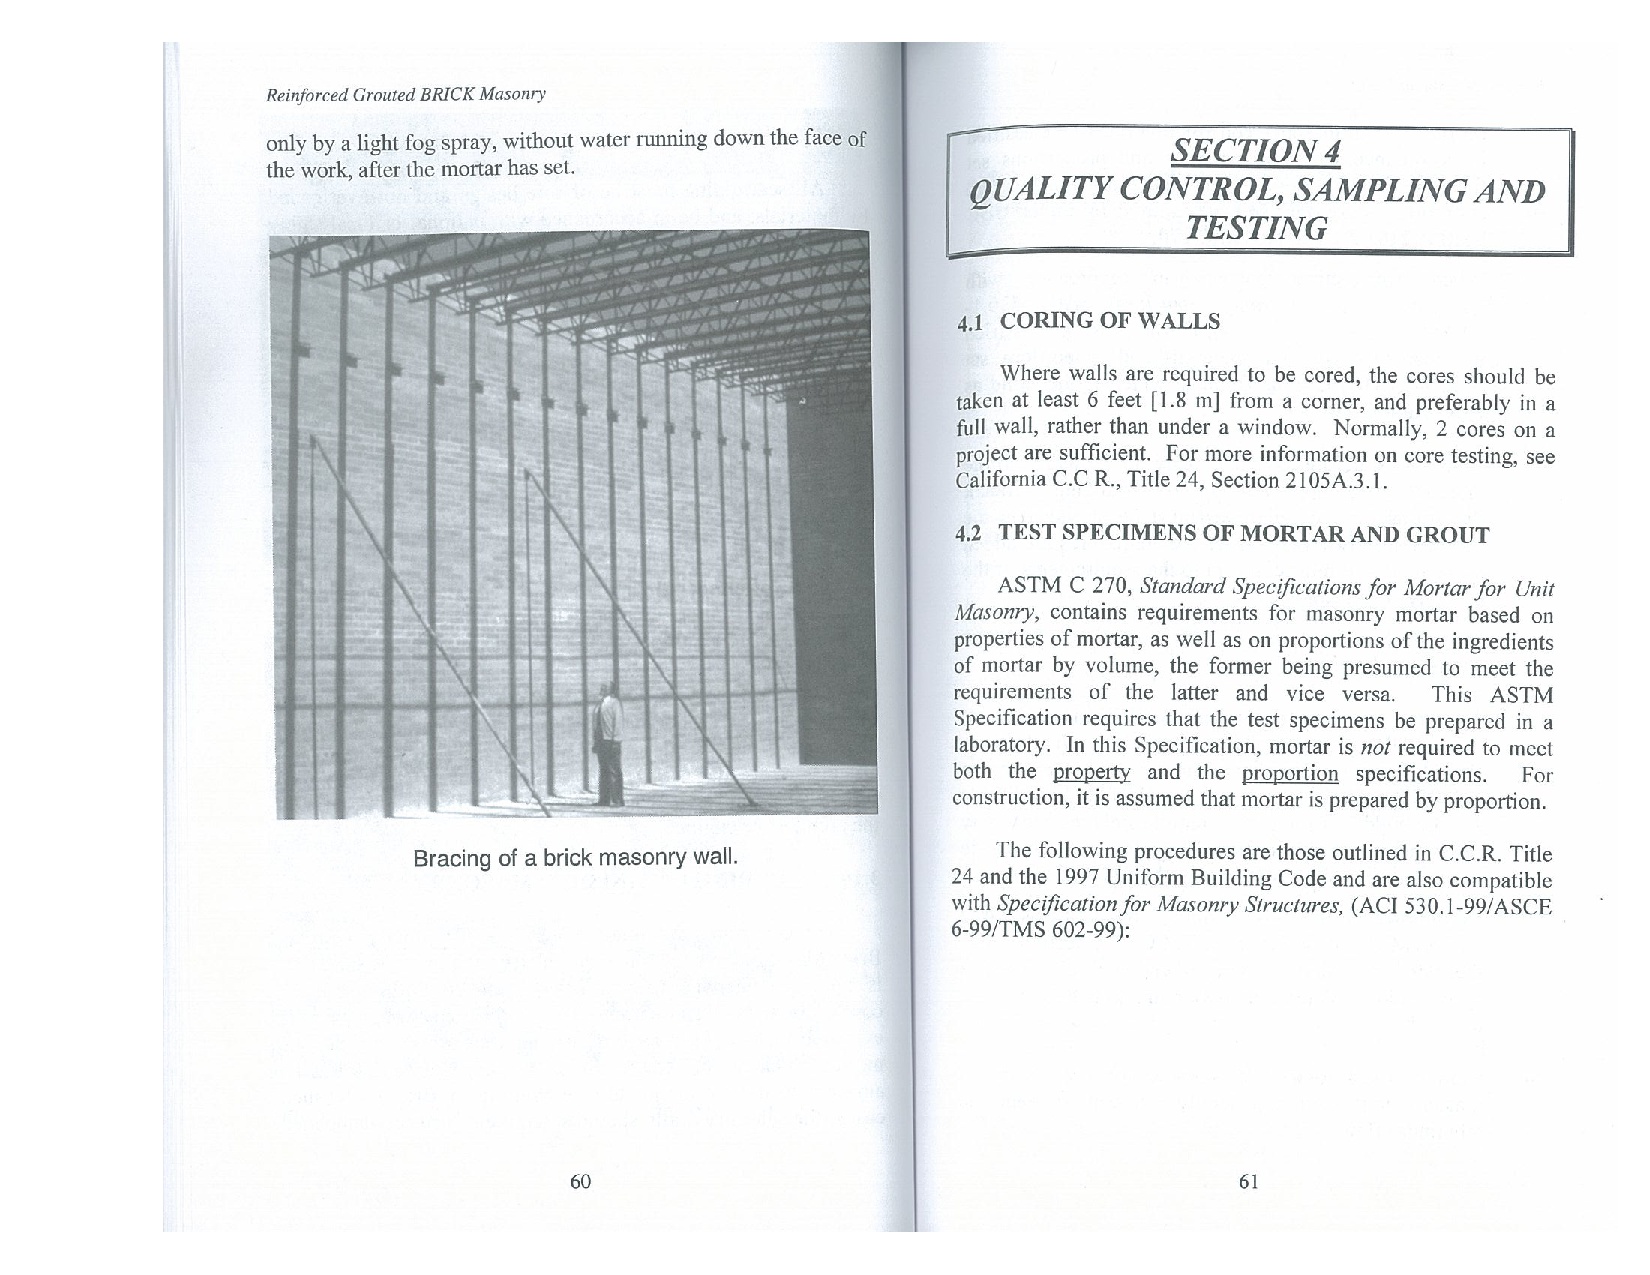 Reinforced Grouted BRICK Masonry
only by a light fog spray, without water running down the face of
the work, after the mortar has set.
Bracing of a brick masonry wall.
60
SECTION 4
QUALITY CONTROL, SAMPLING AND
TESTING
4.1 CORING OF WALLS
Where walls are required to be cored, the cores should be
taken at least 6 feet [1.8 m] from a corner, and preferably in a
full wall, rather than under a window. Normally, 2 cores on a
project are sufficient. For more information on core testing, see
California C.C R., Title 24, Section 2105A.3.1.
4.2 TEST SPECIMENS OF MORTAR AND GROUT
ASTM C 270, Standard Specifications for Mortar for Unit
Masonry, contains requirements for masonry mortar based on
properties of mortar, as well as on proportions of the ingredients
of mortar by volume, the former being presumed to meet the
requirements of the latter and vice versa. This ASTM
Specification requires that the test specimens be prepared in a
laboratory. In this Specification, mortar is not required to meet
both the property and the proportion specifications. For
construction, it is assumed that mortar is prepared by proportion.
The following procedures are those outlined in C.C.R. Title
24 and the 1997 Uniform Building Code and are also compatible
with Specification for Masonry Structures, (ACI 530.1-99/ASCE
6-99/TMS 602-99):
61